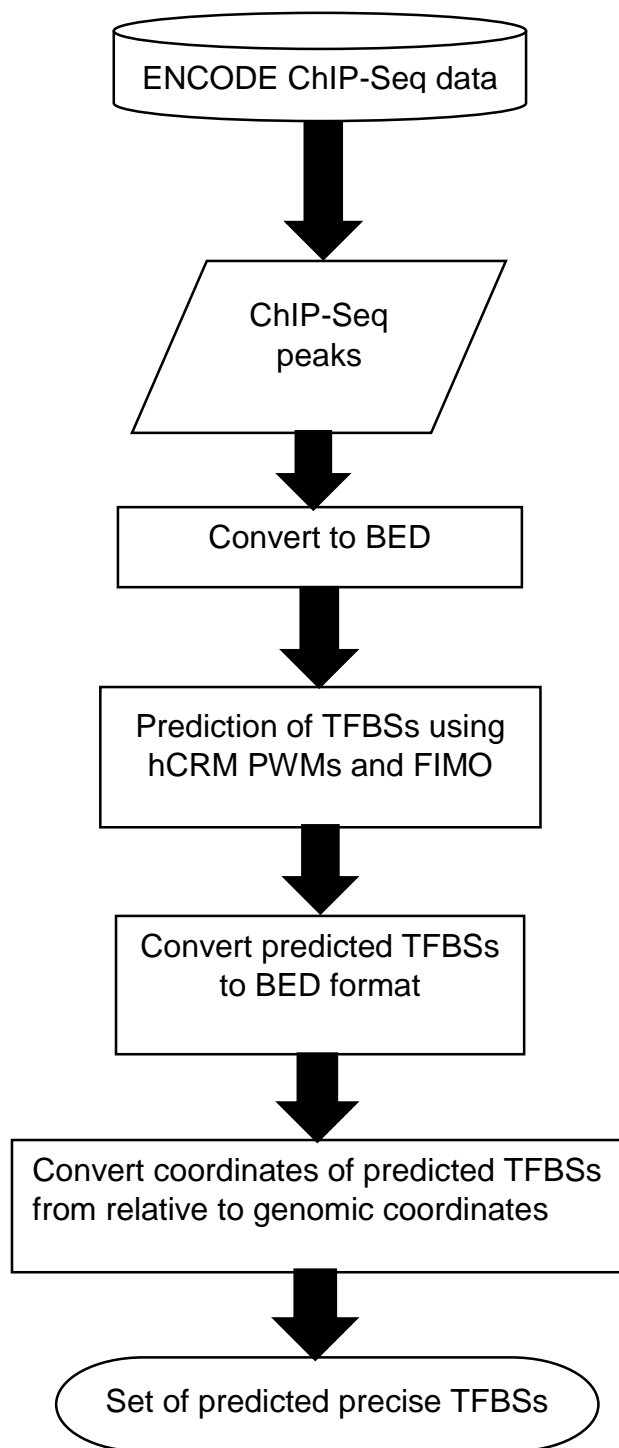 ENCODE ChIP-Seq data
ChIP-Seq
peaks
Convert to BED
Prediction of TFBSs using
hCRM PWMs and FIMO
Convert predicted TFBSs
to BED format
Convert coordinates of predicted TFBSs
from relative to genomic coordinates
Set of predicted precise TFBSs